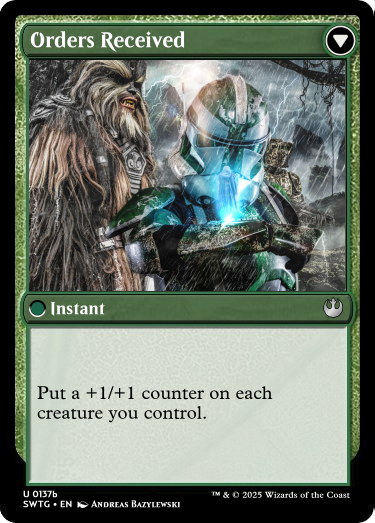 Orders Received
Instant
Put a +1/+1 counter on each
creature you control.
U 0137b
SWTG • EN Andreas Bazylewski
™ & © 2025 Wizards of the Coast